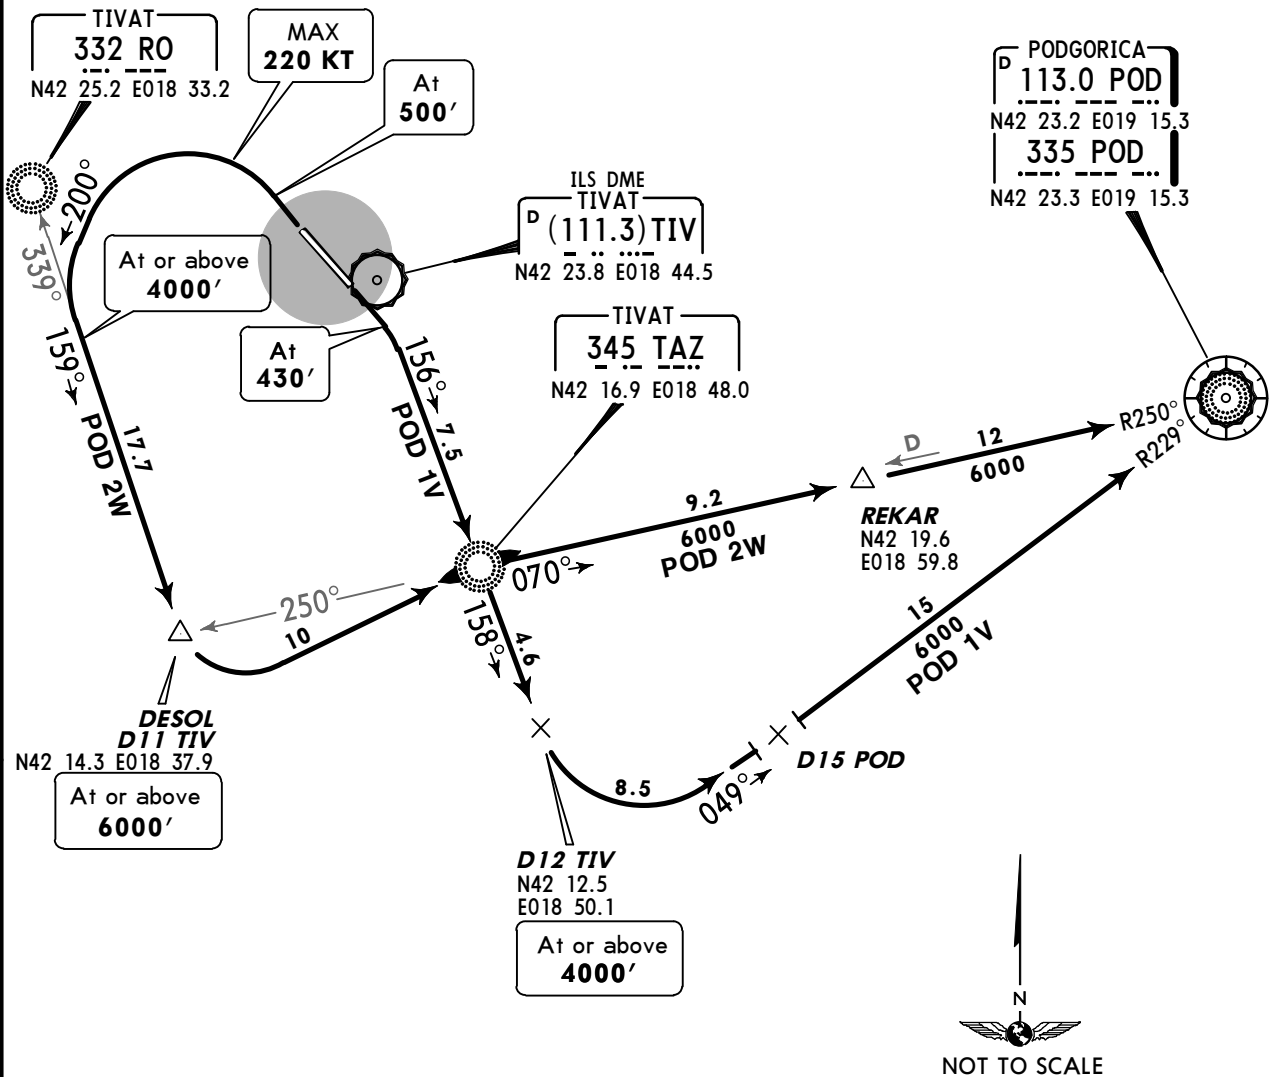 TIVAT
332 RO
N42 25.2 E018 33.2
MAX
220 KT
At
500'
PODGORICA
D
113.0 POD
N42 23.2 E019 15.3
335 POD
N42 23.3 E019 15.3
ILS DME
TIVAT
D (111.3) TIV
N42 23.8 E018 44.5
200°
339°
At or above
4000'
At
430'
TIVAT
345 TAZ
N42 16.9 E018 48.0
159°
17.7
POD 2W
156°
7.5
POD 1V
R250°
R229°
D
12
6000
9.2
6000
POD 2W
070°
REKAR
N42 19.6
E018 59.8
250°
10
158°
4.6
15
6000
POD 1V
DESOL
D11 TIV
N42 14.3 E018 37.9
At or above
6000'
8.5
049°
D15 POD
D12 TIV
N42 12.5
E018 50.1
At or above
4000'
N
NOT TO SCALE